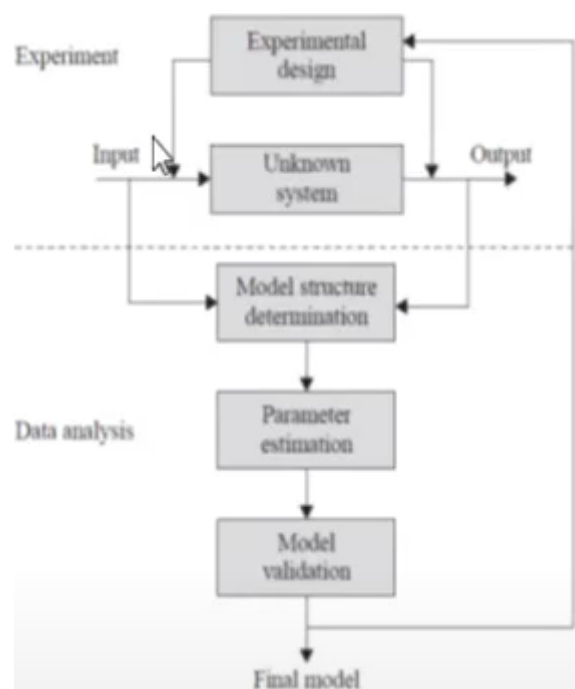 Experimental
design
Experiment
Input
Output
Unknown
system
Model structure
determination
Parameter
estimation
Data analysis
Model
validation
Final model